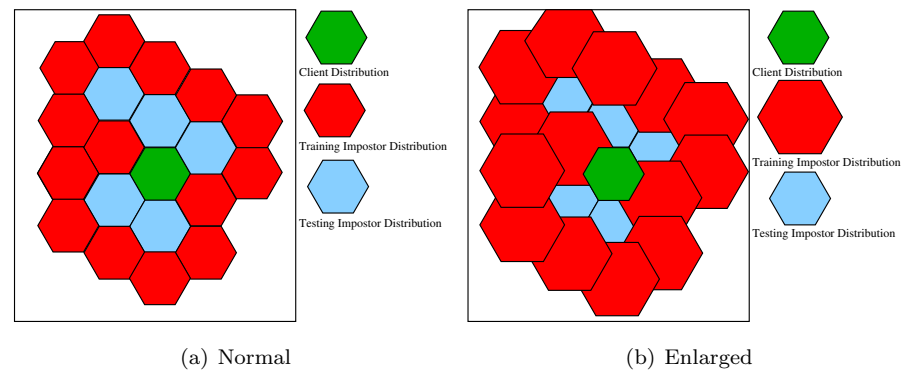 Client Distribution
Training Impostor Distribution
Testing Impostor Distribution
(a) Normal
Client Distribution
Training Impostor Distribution
Testing Impostor Distribution
(b) Enlarged